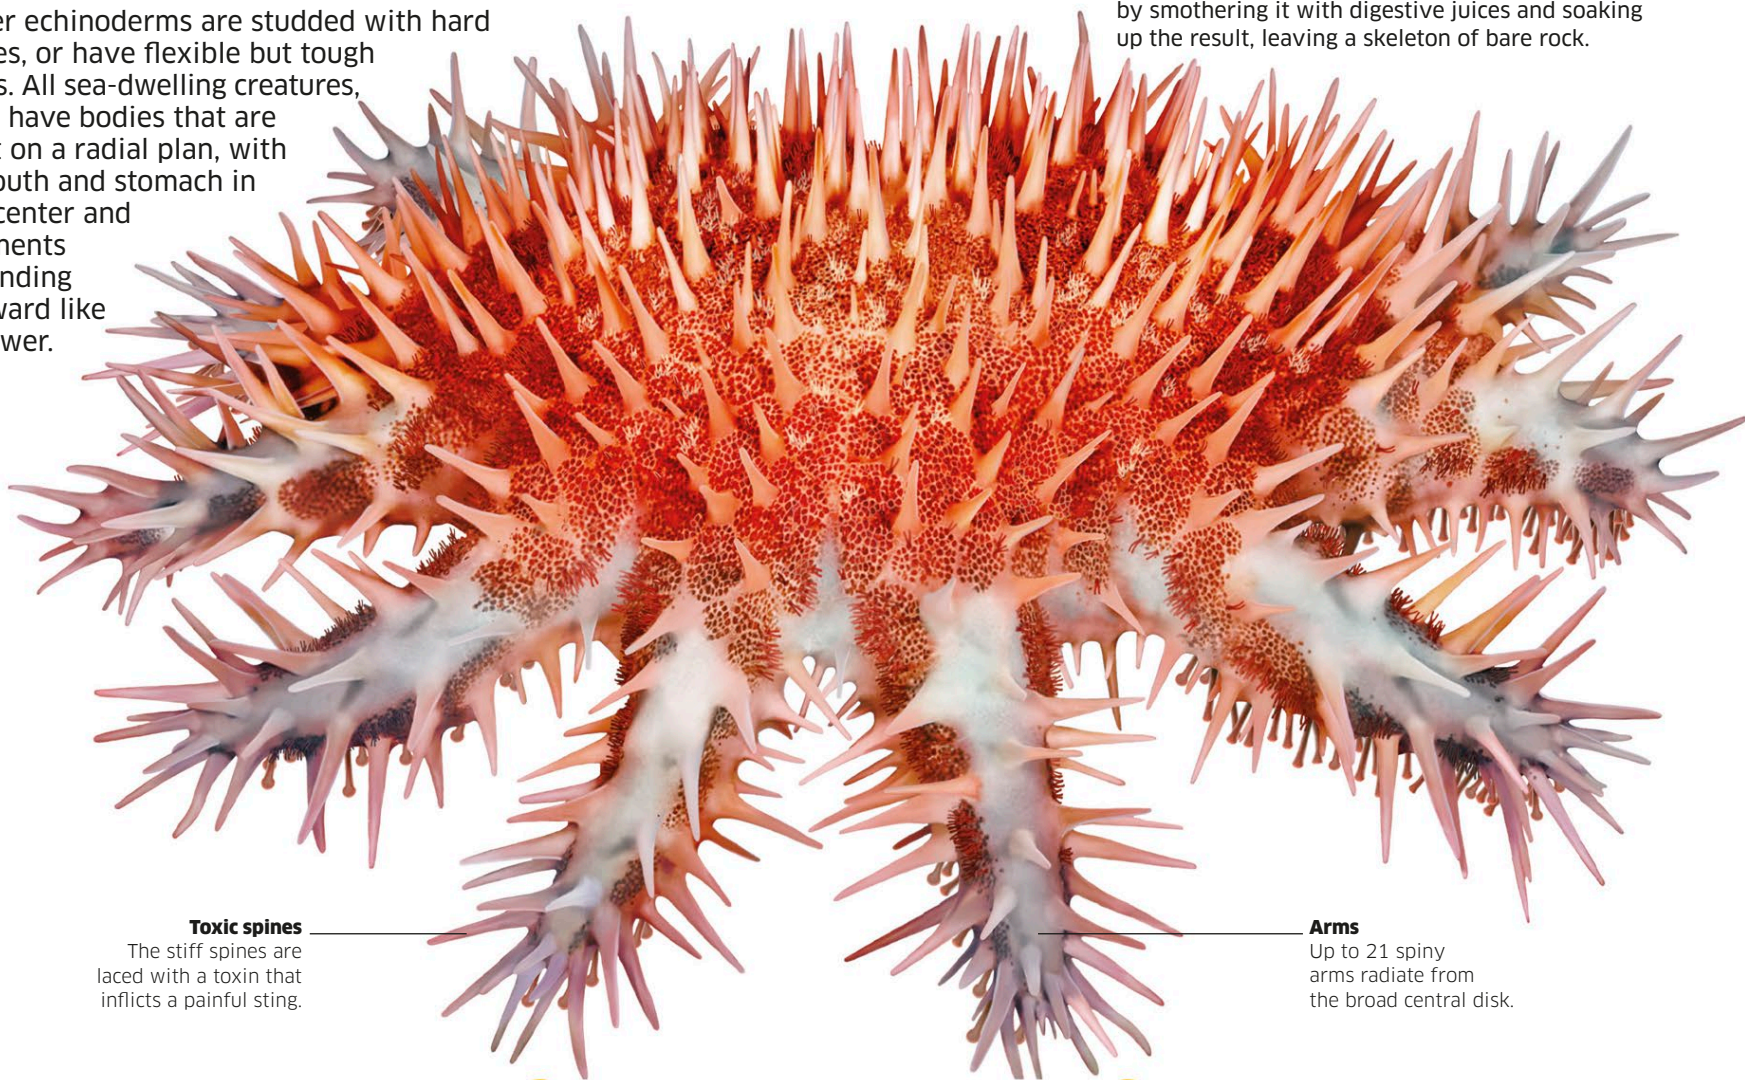 er echinoderms are studded with hard
es, or have flexible but tough
s. All sea-dwelling creatures,
have bodies that are
t on a radial plan, with
outh and stomach in
center and
ments
nding
ward like
wer.
by smothering it with digestive juices and soaking
up the result, leaving a skeleton of bare rock.
Toxic spines
The stiff spines are
laced with a toxin that
inflicts a painful sting.
Arms
Up to 21 spiny
arms radiate from
the broad central disk.